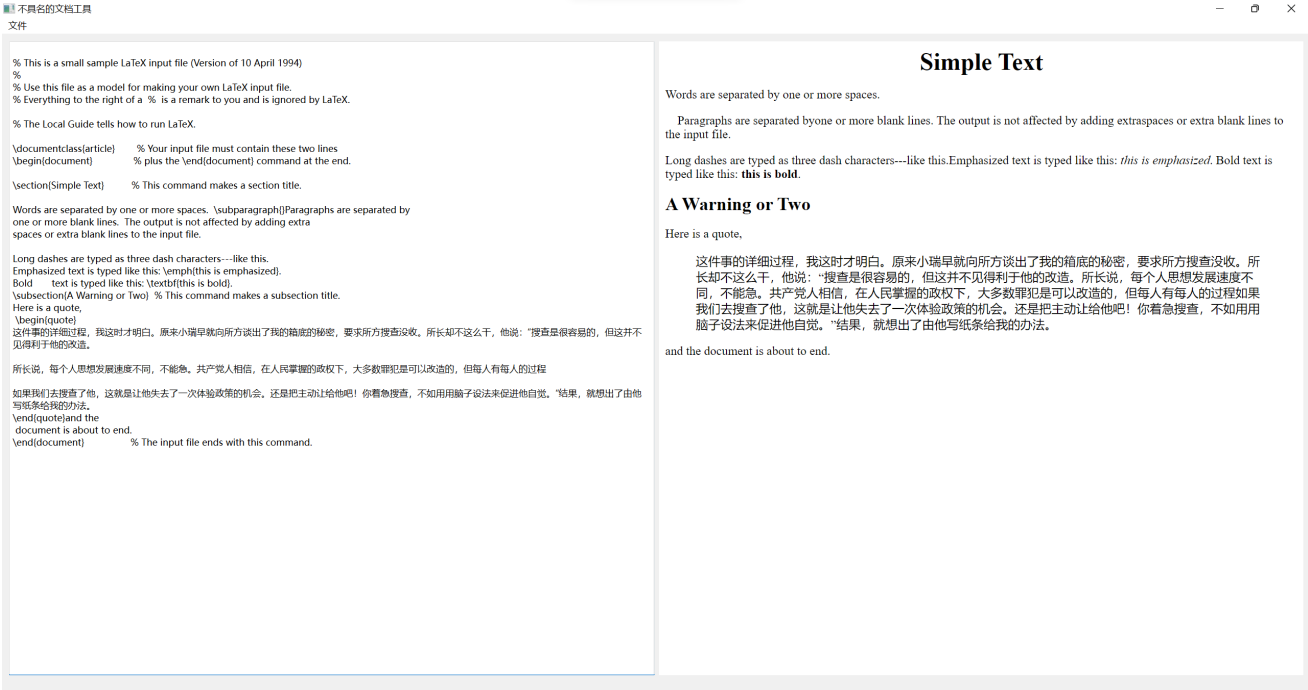 不具名的文档工具
文件
% This is a small sample LaTeX input file (Version of 10 April 1994)
%
% Use this file as a model for making your own LaTeX input file.
% Everything to the right of a  %  is a remark to you and is ignored by LaTeX.
% The Local Guide tells how to run LaTeX.
\documentclass{article}        % Your input file must contain these two lines
\begin{document}               % plus the \end{document} command at the end.
\section{Simple Text}          % This command makes a section title.
Words are separated by one or more spaces.  \subparagraph{}Paragraphs are separated by
one or more blank lines.  The output is not affected by adding extra
spaces or extra blank lines to the input file.
Long dashes are typed as three dash characters---like this.
Emphasized text is typed like this: \emph{this is emphasized}.
Bold       text is typed like this: \textbf{this is bold}.
\subsection{A Warning or Two}  % This command makes a subsection title.
Here is a quote,
\begin{quote}
这件事的详细过程，我这时才明白。原来小瑞早就向所方谈出了我的箱底的秘密，要求所方搜查没收。所长却不这么干，他说：“搜查是很容易的，但这并不
见得利于他的改造。
所长说，每个人思想发展速度不同，不能急。共产党人相信，在人民掌握的政权下，大多数罪犯是可以改造的，但每人有每人的过程
如果我们去搜查了他，这就是让他失去了一次体验政策的机会。还是把主动让给他吧！你着急搜查，不如用用脑子设法来促进他自觉。”结果，就想出了由他
写纸条给我的办法。
\end{quote}and the
document is about to end.
\end{document}                 % The input file ends with this command.
Simple Text
Words are separated by one or more spaces.
Paragraphs are separated byone or more blank lines. The output is not affected by adding extraspaces or extra blank lines to
the input file.
Long dashes are typed as three dash characters---like this.Emphasized text is typed like this: this is emphasized. Bold text is
typed like this: this is bold.
A Warning or Two
Here is a quote,
这件事的详细过程，我这时才明白。原来小瑞早就向所方谈出了我的箱底的秘密，要求所方搜查没收。所
长却不这么干，他说：“搜查是很容易的，但这并不见得利于他的改造。所长说，每个人思想发展速度不
同，不能急。共产党人相信，在人民掌握的政权下，大多数罪犯是可以改造的，但每人有每人的过程如果
我们去搜查了他，这就是让他失去了一次体验政策的机会。还是把主动让给他吧！你着急搜查，不如用用
脑子设法来促进他自觉。”结果，就想出了由他写纸条给我的办法。
and the document is about to end.